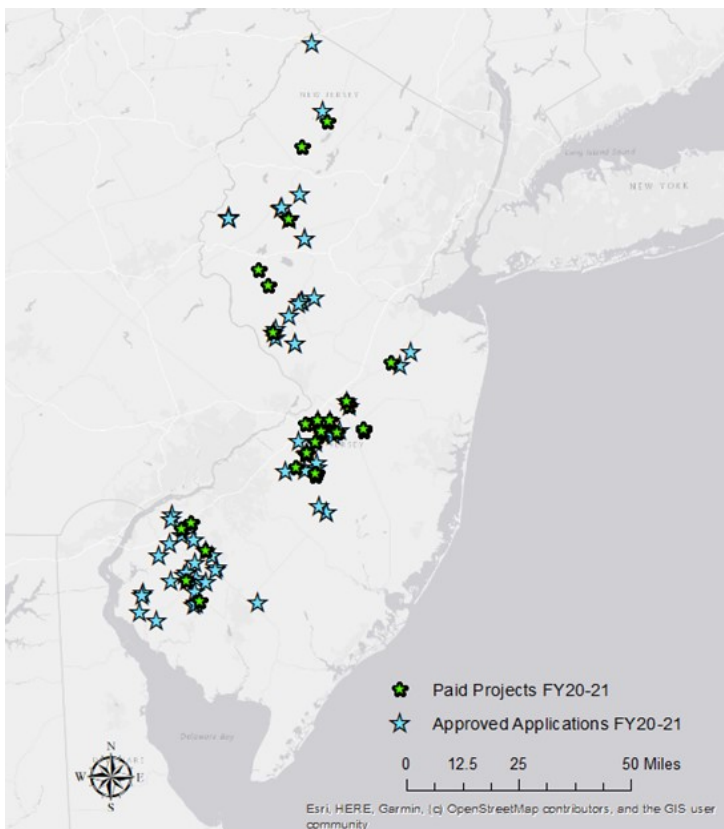 NEW JERSEY
Long Island Sound
NEW YORK
JERSEY
Paid Projects FY20-21
Approved Applications FY20-21
Delaware Bay
N
W E
S
0 12.5 25 50 Miles
Esri, HERE, Garmin, (c) OpenStreetMap contributors, and the GIS user
community